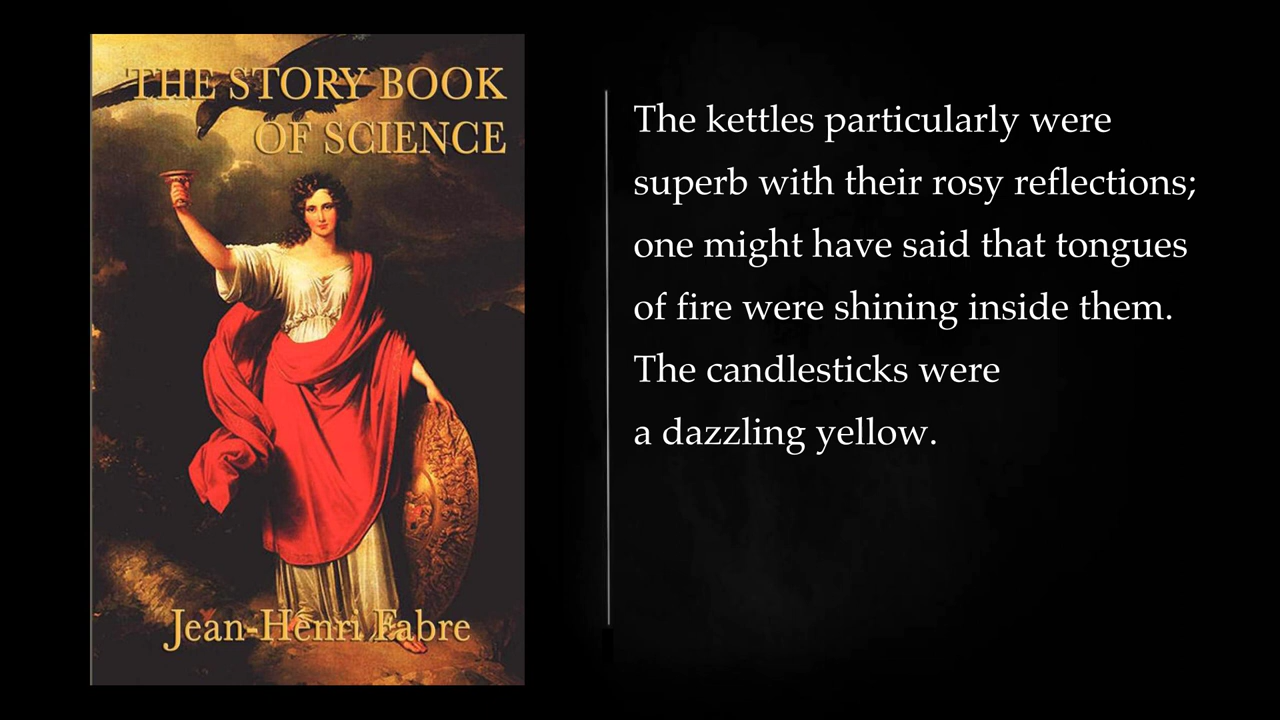 THE STORY BOOK
OF SCIENCE
Jean-Henri Fabre
The kettles particularly were
superb with their rosy reflections;
one might have said that tongues
of fire were shining inside them.
The candlesticks were
a dazzling yellow.